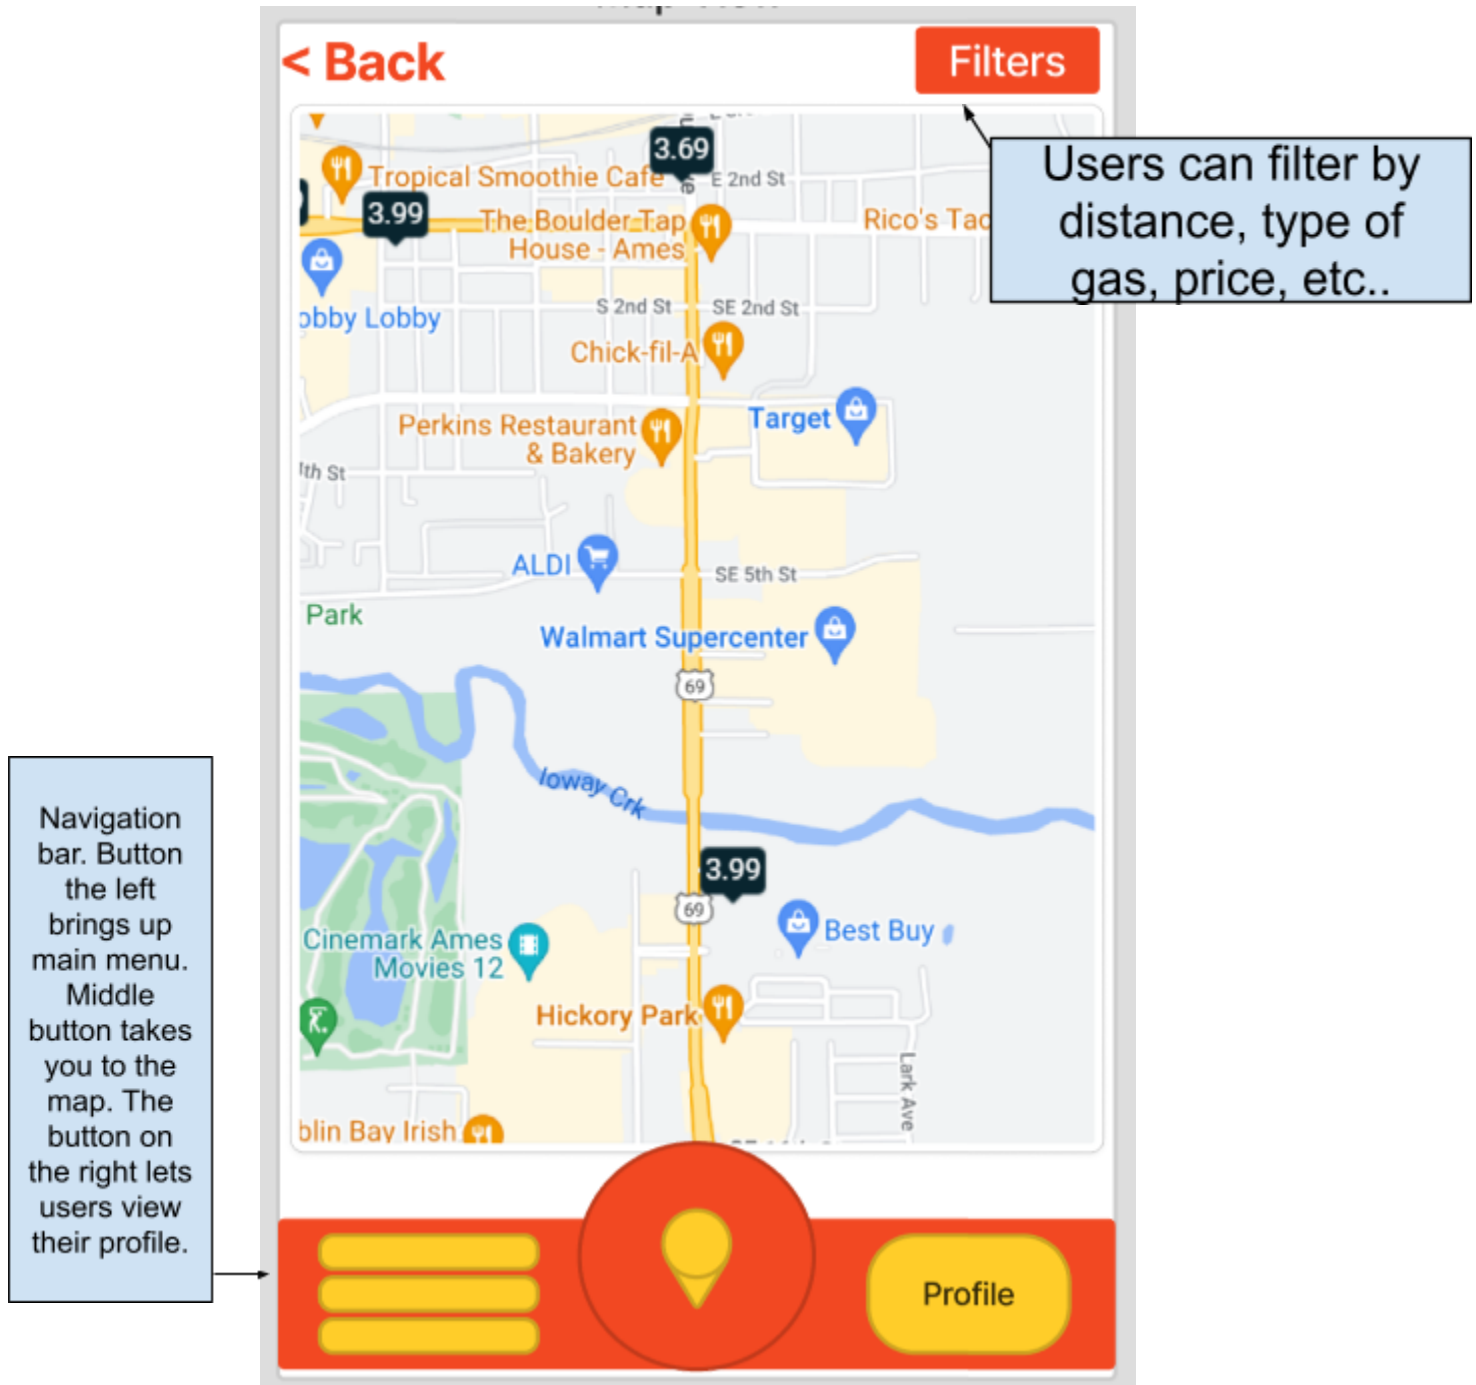 < Back
Filters
Users can filter by
distance, type of
gas, price, etc..
3.69
Tropical Smoothie Cafe
E 2nd St
3.99
The Boulder Tap
House - Ames
Rico's Tac
obby Lobby
S 2nd St
SE 2nd St
Chick-fil-A
Perkins Restaurant
& Bakery
Target
th St
ALDI
SE 5th St
Park
Walmart Supercenter
69
Ioway Crk
3.99
69
Cinemark Ames
Movies 12
Best Buy
Hickory Park
Lark Ave
blin Bay Irish
Navigation
bar. Button
the left
brings up
main menu.
Middle
button takes
you to the
map. The
button on
the right lets
users view
their profile.
Profile